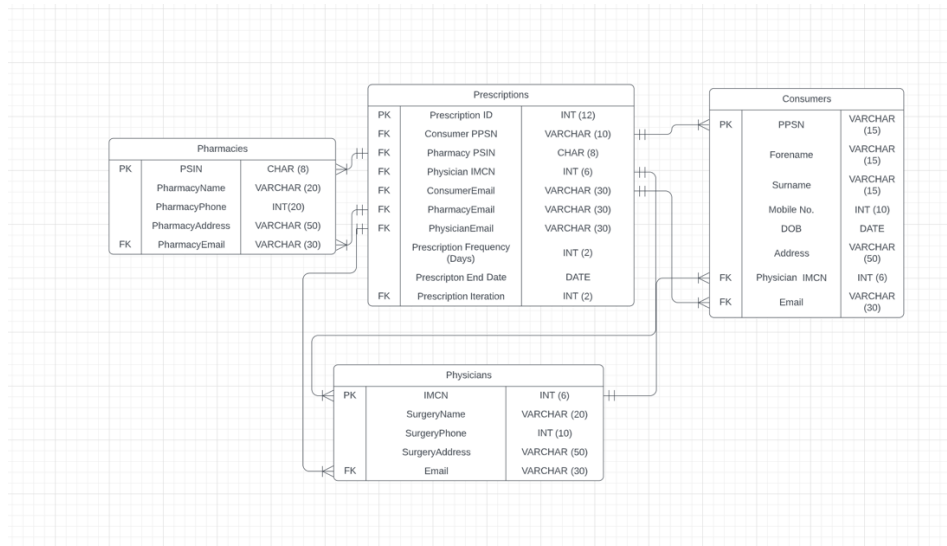 Prescriptions
PK Prescription ID INT (12)
FK Consumer PPSN VARCHAR (10)
FK Pharmacy PSIN CHAR (8)
FK Physician IMCN INT (6)
FK ConsumerEmail VARCHAR (30)
FK PharmacyEmail VARCHAR (30)
FK PhysicianEmail VARCHAR (30)
Prescription Frequency
(Days) INT (2)
Prescripton End Date DATE
FK Prescription Iteration INT (2)
Consumers
PK PPSN VARCHAR
(15)
Forename VARCHAR
(15)
Surname VARCHAR
(15)
Mobile No. INT (10)
DOB DATE
Address VARCHAR
(50)
FK Physician IMCN INT (6)
FK Email VARCHAR
(30)
Pharmacies
PK PSIN CHAR (8)
PharmacyName VARCHAR (20)
PharmacyPhone INT(20)
PharmacyAddress VARCHAR (50)
FK PharmacyEmail VARCHAR (30)
Physicians
PK IMCN INT (6)
SurgeryName VARCHAR (20)
SurgeryPhone INT (10)
SurgeryAddress VARCHAR (50)
FK Email VARCHAR (30)